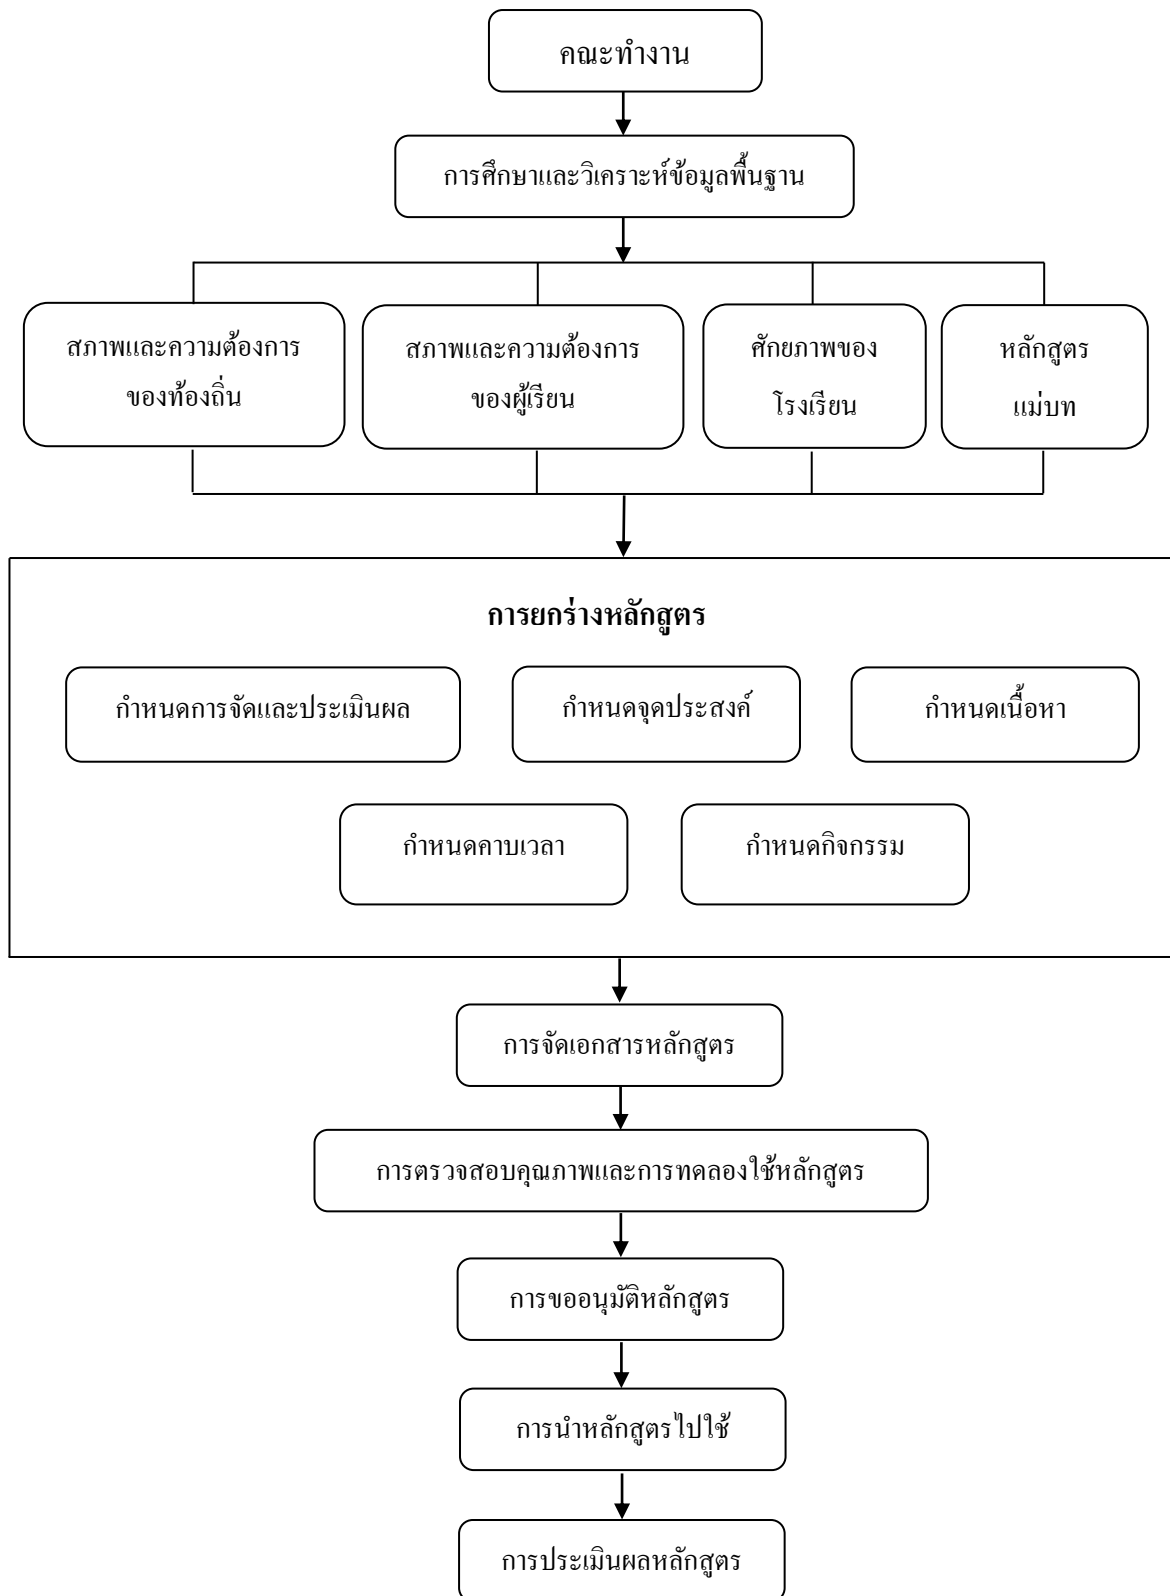 คณะทำงาน
การศึกษาและวิเคราะห์ข้อมูลพื้นฐาน
สภาพและความต้องการ
ของท้องถิ่น
สภาพและความต้องการ
ของผู้เรียน
ศักยภาพของ
โรงเรียน
หลักสูตร
แม่บท
การยกร่างหลักสูตร
กำหนดการจัดและประเมินผล
กำหนดจุดประสงค์
กำหนดเนื้อหา
กำหนดคาบเวลา
กำหนดกิจกรรม
การจัดเอกสารหลักสูตร
การตรวจสอบคุณภาพและการทดลองใช้หลักสูตร
การขออนุมัติหลักสูตร
การนำหลักสูตรไปใช้
การประเมินผลหลักสูตร